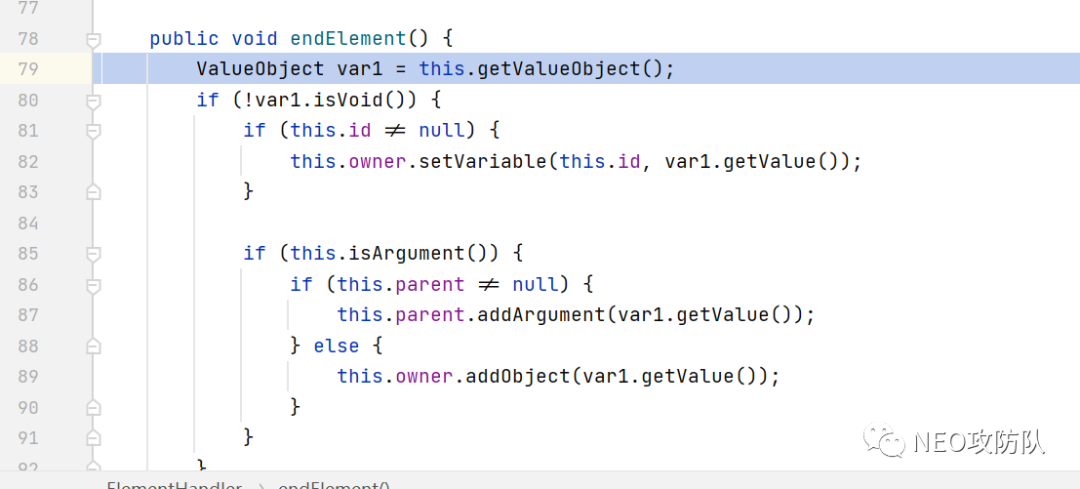 77
78 public void endElement() {
79 ValueObject var1 = this.getValueObject();
80 if (!var1.isVoid()) {
81 if (this.id ≠ null) {
82 this.owner.setVariable(this.id, var1.getValue());
83 }
84
85 if (this.isArgument()) {
86 if (this.parent ≠ null) {
87 this.parent.addArgument(var1.getValue());
88 } else {
89 this.owner.addObject(var1.getValue());
90 }
91 }
92 }
NEO攻防队
ElementHandler > endElement()